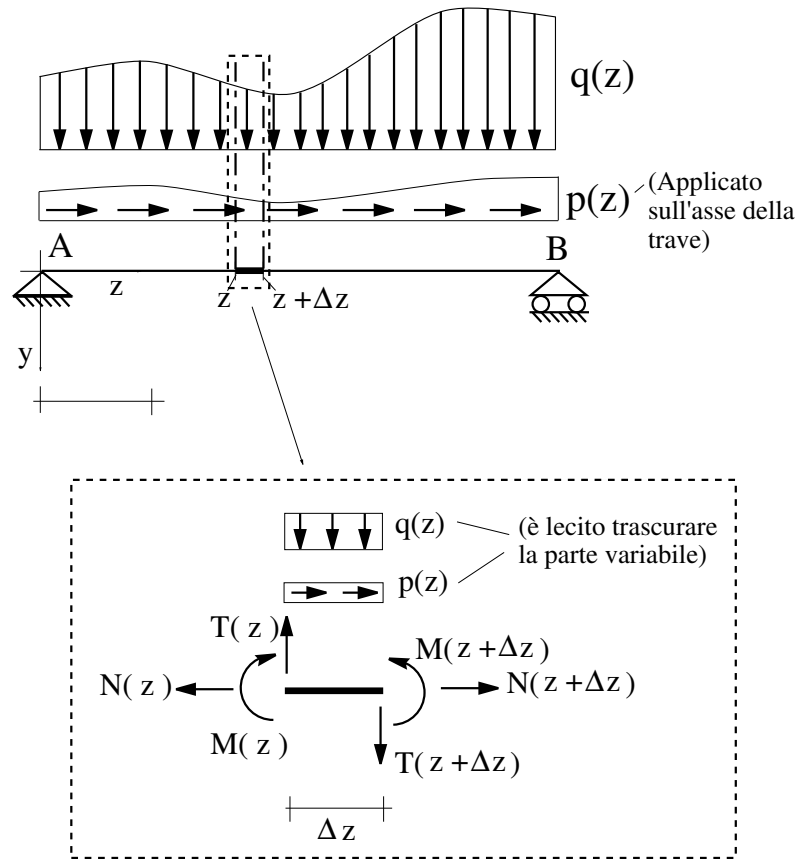 q(z)
p(z)
(Applicato
sull'asse della
trave)
A
B
z
z
z +Δz
y
q(z)
(è lecito trascurare
la parte variabile)
p(z)
T( z )
M( z +Δz)
N( z )
N( z +Δz)
M( z )
T( z +Δz)
Δz